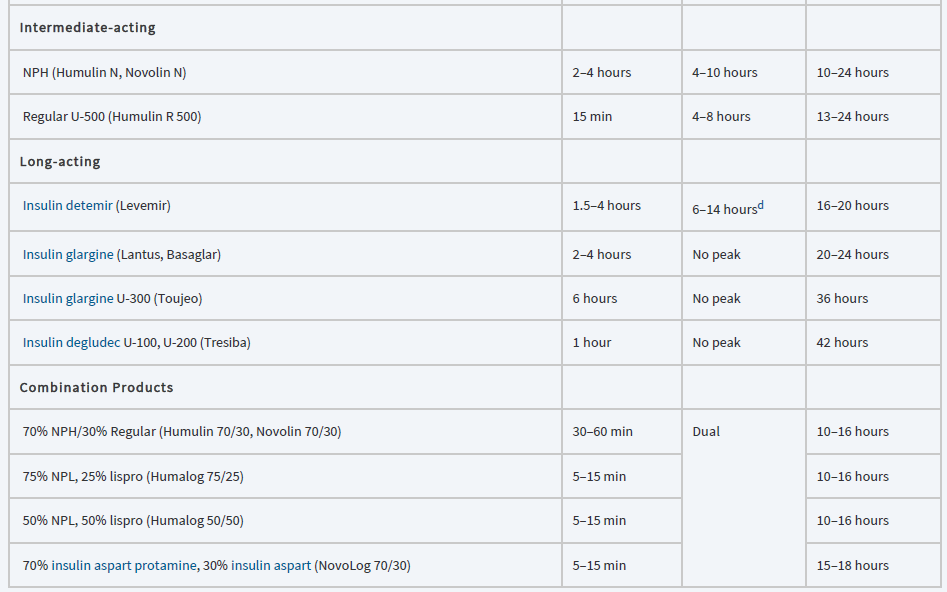 Intermediate-acting
NPH (Humulin N, Novolin N) 2–4 hours 4–10 hours 10–24 hours
Regular U-500 (Humulin R 500) 15 min 4–8 hours 13–24 hours
Long-acting
Insulin detemir (Levemir) 1.5–4 hours 6–14 hoursd 16–20 hours
Insulin glargine (Lantus, Basaglar) 2–4 hours No peak 20–24 hours
Insulin glargine U-300 (Toujeo) 6 hours No peak 36 hours
Insulin degludec U-100, U-200 (Tresiba) 1 hour No peak 42 hours
Combination Products
70% NPH/30% Regular (Humulin 70/30, Novolin 70/30) 30–60 min Dual 10–16 hours
75% NPL, 25% lispro (Humalog 75/25) 5–15 min 10–16 hours
50% NPL, 50% lispro (Humalog 50/50) 5–15 min 10–16 hours
70% insulin aspart protamine, 30% insulin aspart (NovoLog 70/30) 5–15 min 15–18 hours